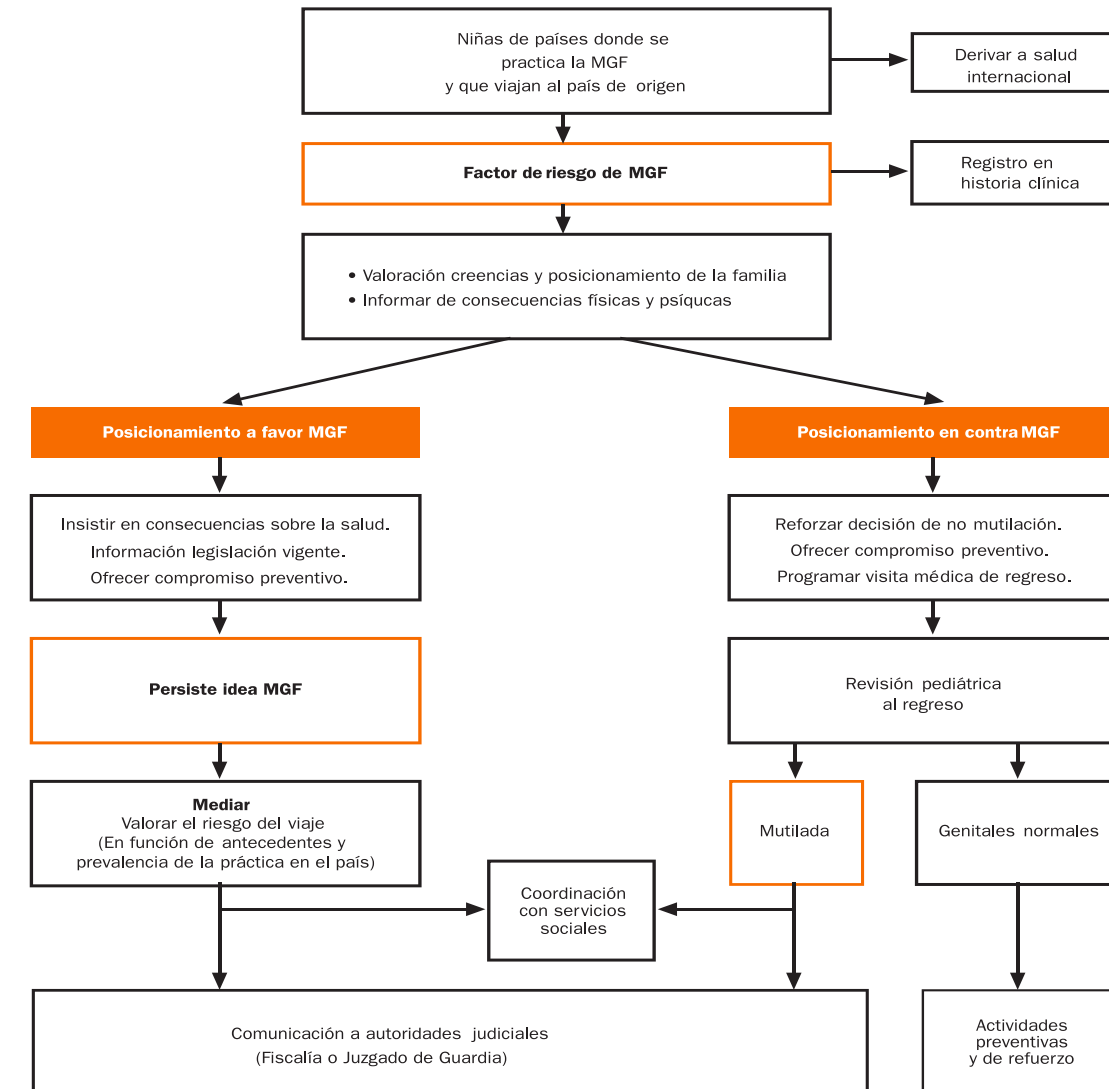 Niñas de países donde se
practica la MGF
y que viajan al país de origen
Derivar a salud
internacional
Factor de riesgo de MGF
Registro en
historia clínica
• Valoración creencias y posicionamiento de la familia
• Informar de consecuencias físicas y psíqucas
Posicionamiento a favor MGF
Posicionamiento en contra MGF
Insistir en consecuencias sobre la salud.
Información legislación vigente.
Ofrecer compromiso preventivo.
Reforzar decisión de no mutilación.
Ofrecer compromiso preventivo.
Programar visita médica de regreso.
Persiste idea MGF
Revisión pediátrica
al regreso
Mediar
Valorar el riesgo del viaje
(En función de antecedentes y
prevalencia de la práctica en el país)
Mutilada
Genitales normales
Coordinación
con servicios
sociales
Comunicación a autoridades judiciales
(Fiscalía o Juzgado de Guardia)
Actividades
preventivas
y de refuerzo